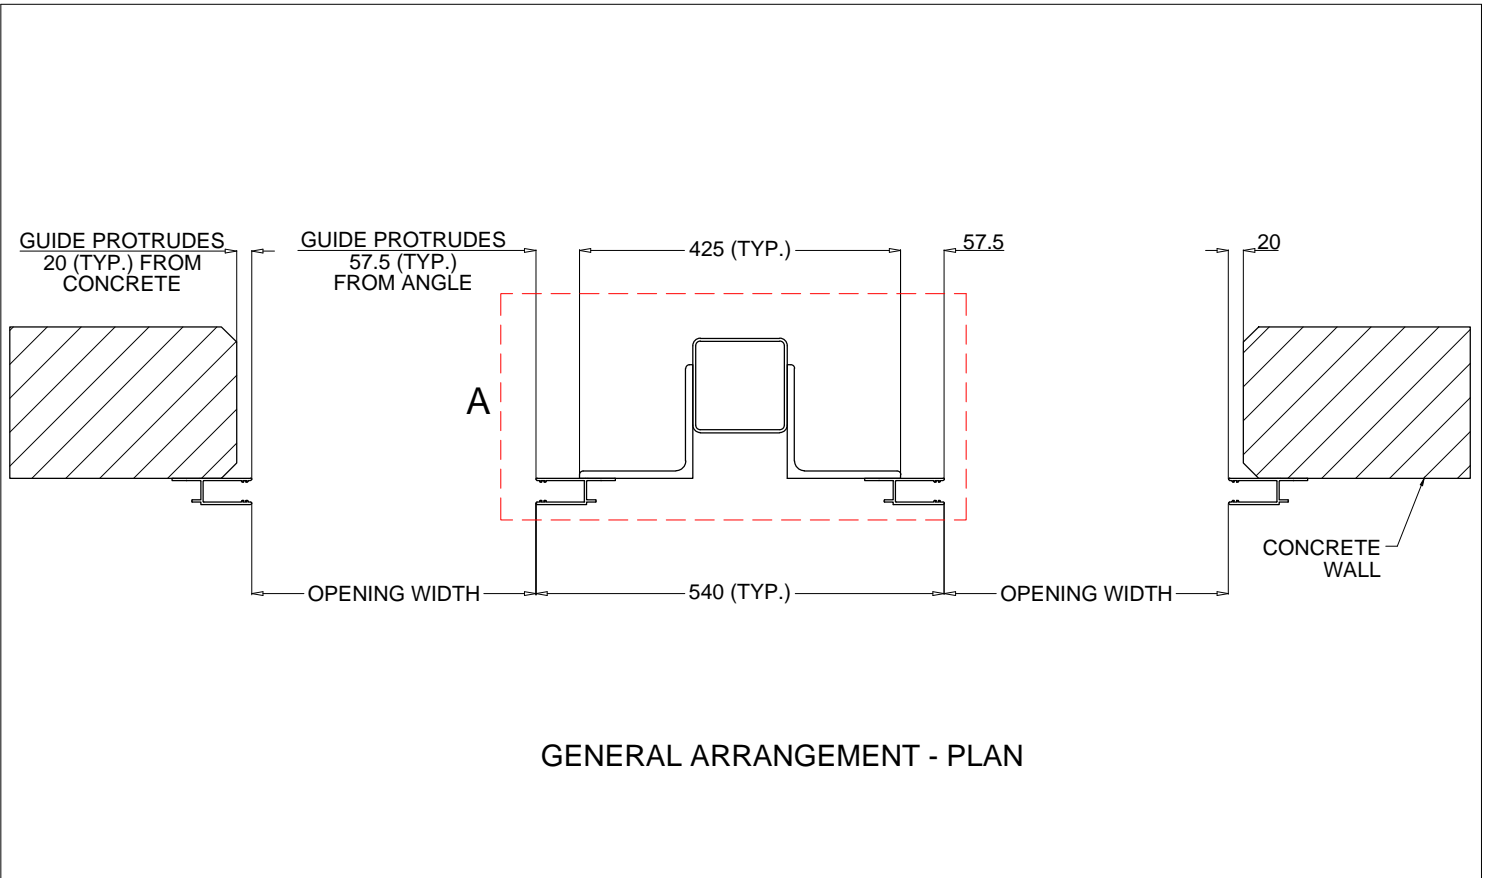 GUIDE PROTRUDES
20 (TYP.) FROM
CONCRETE
GUIDE PROTRUDES
57.5 (TYP.)
FROM ANGLE
425 (TYP.)
57.5
20
A
CONCRETE
WALL
OPENING WIDTH
540 (TYP.)
OPENING WIDTH
GENERAL ARRANGEMENT - PLAN